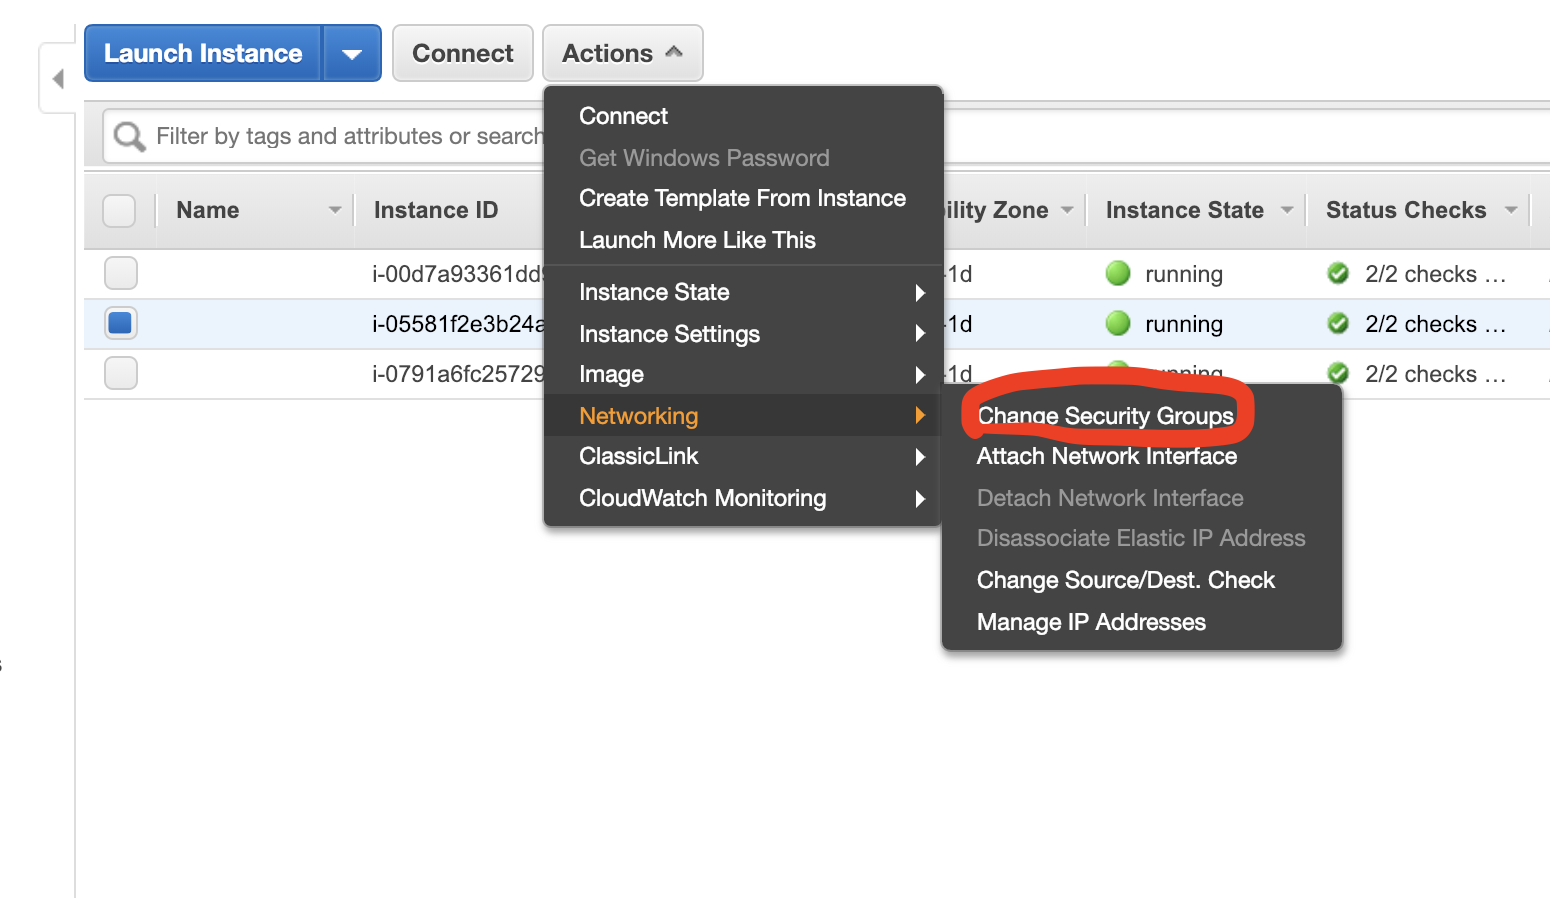 Launch Instance
Connect
Actions
Filter by tags and attributes or search
Name
Instance ID
Zone
Instance State
Status Checks
i-00d7a93361dd
-1d
running
2/2 checks ...
i-05581f2e3b24a
-1d
running
2/2 checks ...
i-0791a6fc25729
-1d
running
2/2 checks ...
Connect
Get Windows Password
Create Template From Instance
Launch More Like This
Instance State
Instance Settings
Image
Networking
ClassicLink
CloudWatch Monitoring
Change Security Groups
Attach Network Interface
Detach Network Interface
Disassociate Elastic IP Address
Change Source/Dest. Check
Manage IP Addresses